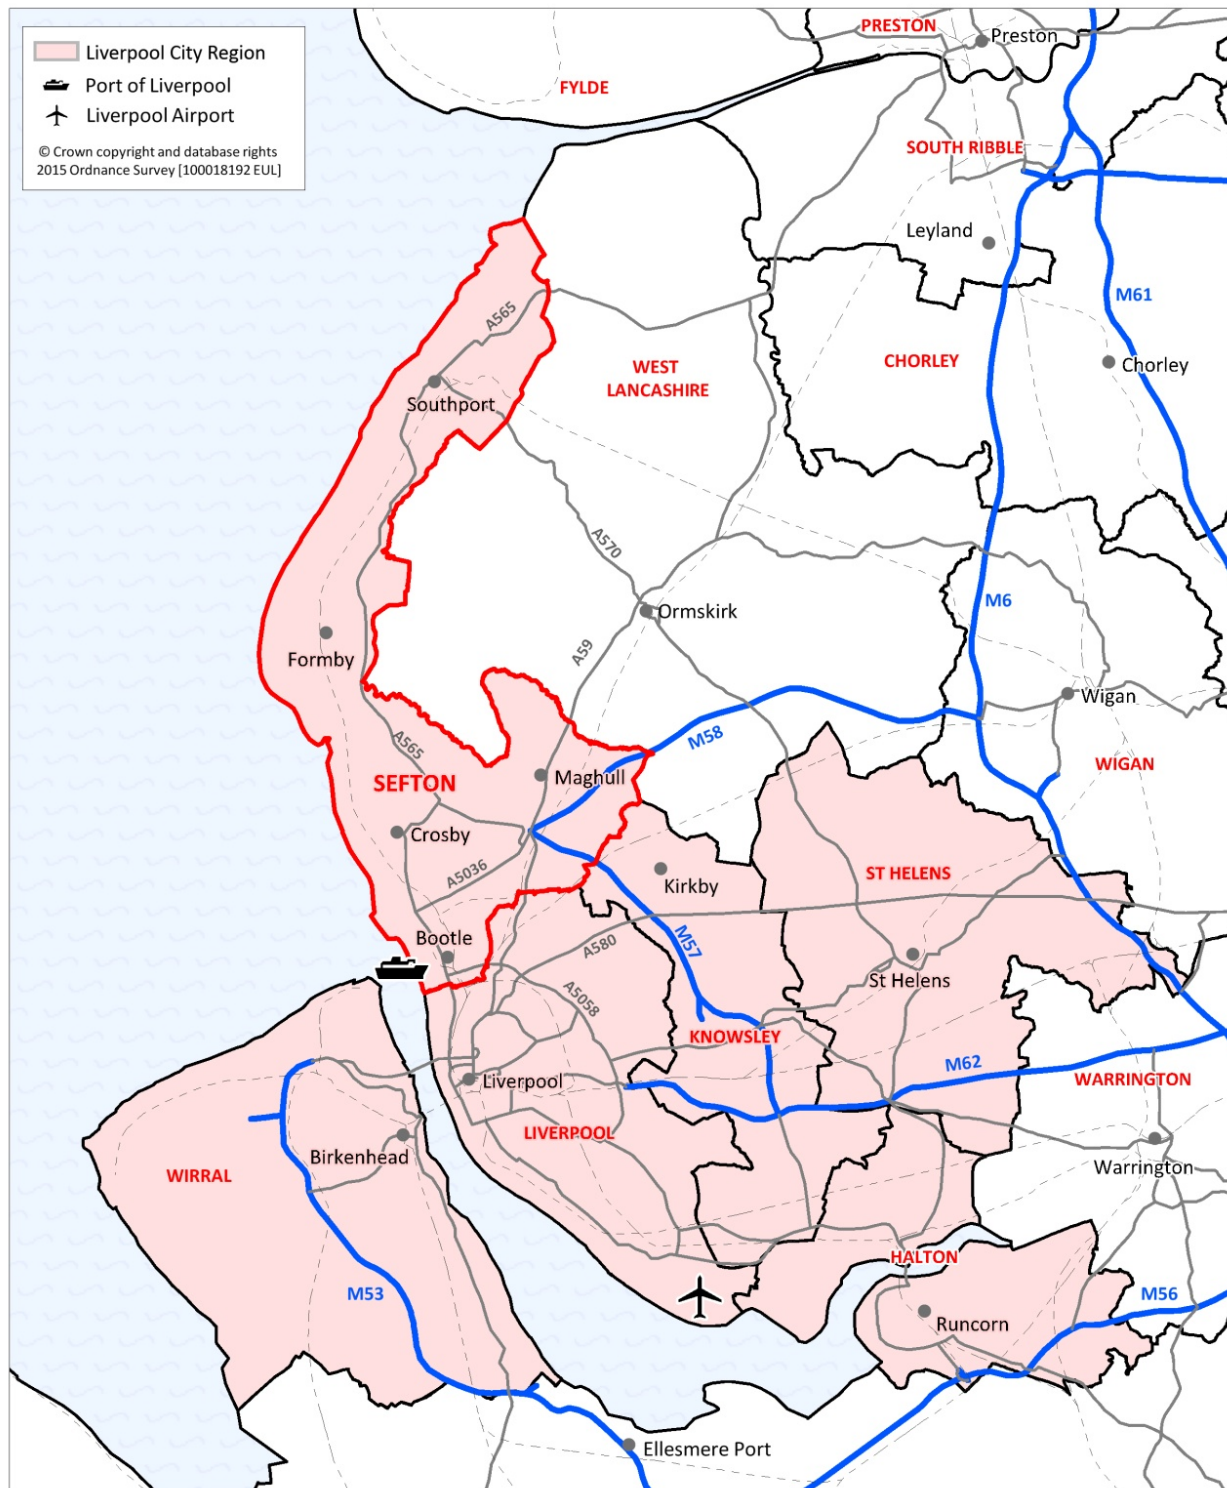 Liverpool City Region
Port of Liverpool
Liverpool Airport
© Crown copyright and database rights
2015 Ordnance Survey [100018192 EUL]
PRESTON
Preston
FYLDE
SOUTH RIBBLE
Leyland
M61
A565
WEST
LANCASHIRE
CHORLEY
Chorley
Southport
A570
M6
Ormskirk
Formby
A59
Wigan
M58
A565
WIGAN
SEFTON
Maghull
Crosby
A5036
Kirkby
ST HELENS
Bootle
A580
M57
St Helens
A5058
KNOWSLEY
M62
Liverpool
WARRINGTON
LIVERPOOL
Birkenhead
Warrington
WIRRAL
HALTON
M53
M56
Runcorn
Ellesmere Port